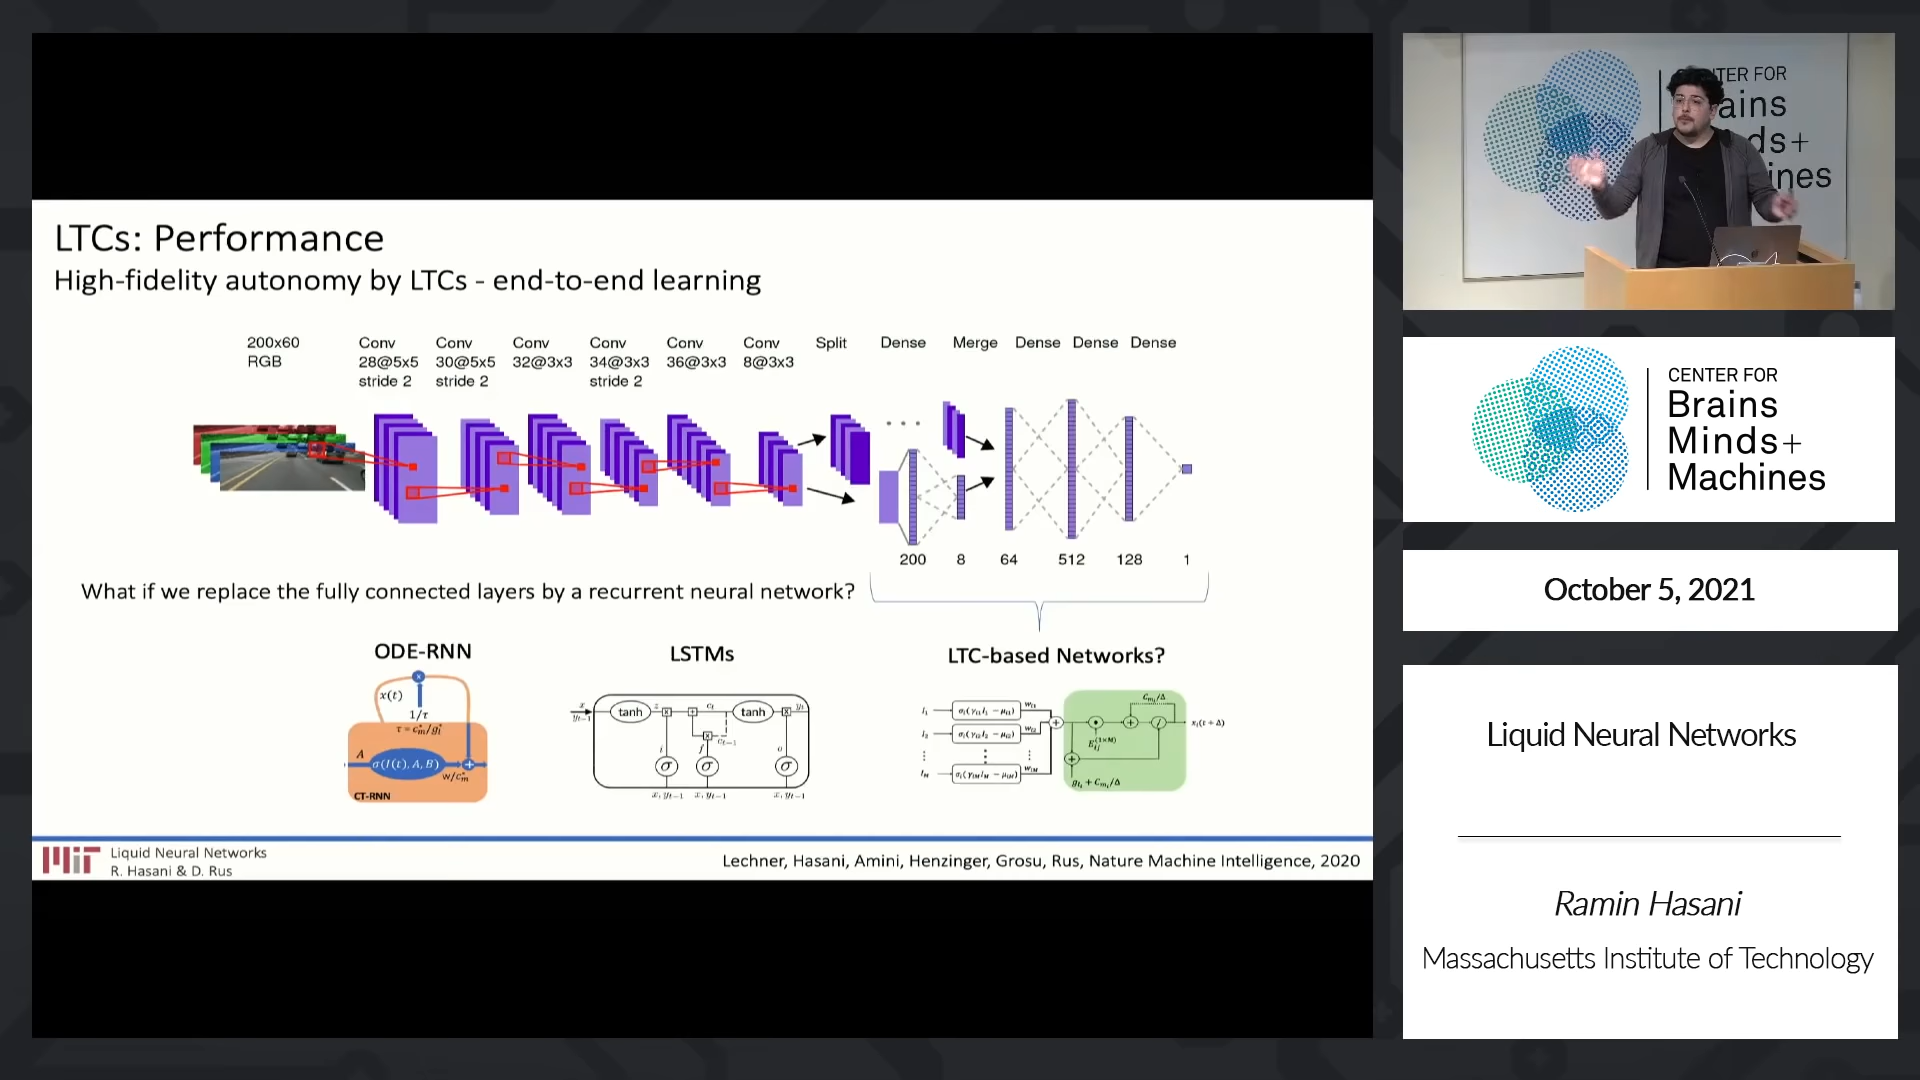 LTCs: Performance
High-fidelity autonomy by LTCs - end-to-end learning
200x60
RGB
Conv
28@5x5
stride 2
Conv
30@5x5
stride 2
Conv
32@3x3
Conv
34@3x3
stride 2
Conv
36@3x3
Conv
8@3x3
Split
Dense
Merge
Dense
Dense
Dense
200
8
64
512
128
1
What if we replace the fully connected layers by a recurrent neural network?
ODE-RNN
x(t)
1/τ
A
σ(I(t), A, B)
CT-RNN
LSTMs
tanh
tanh
σ
σ
σ
LTC-based Networks?
MIT
Liquid Neural Networks
R. Hasani & D. Rus
Lechner, Hasani, Amini, Henzinger, Grosu, Rus, Nature Machine Intelligence, 2020
CENTER FOR
Brains
Minds+
Machines
October 5, 2021
Liquid Neural Networks
Ramin Hasani
Massachusetts Institute of Technology